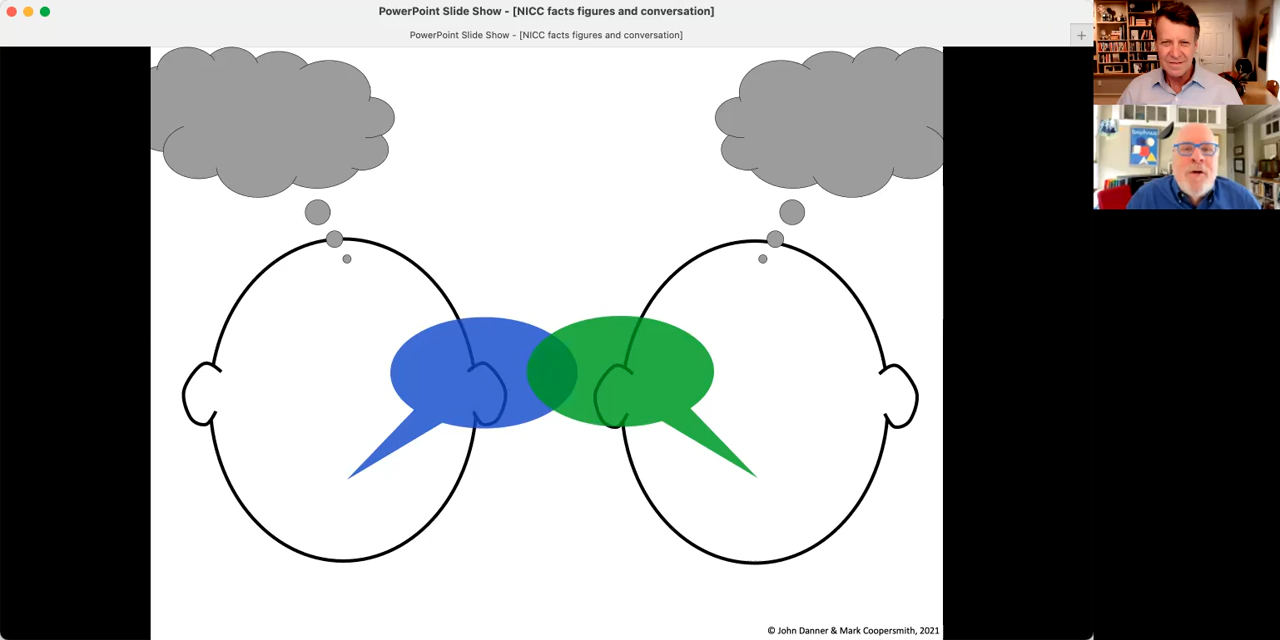 PowerPoint Slide Show - [NICC facts figures and conversation]
PowerPoint Slide Show - [NICC facts figures and conversation]
© John Danner & Mark Coopersmith, 2021